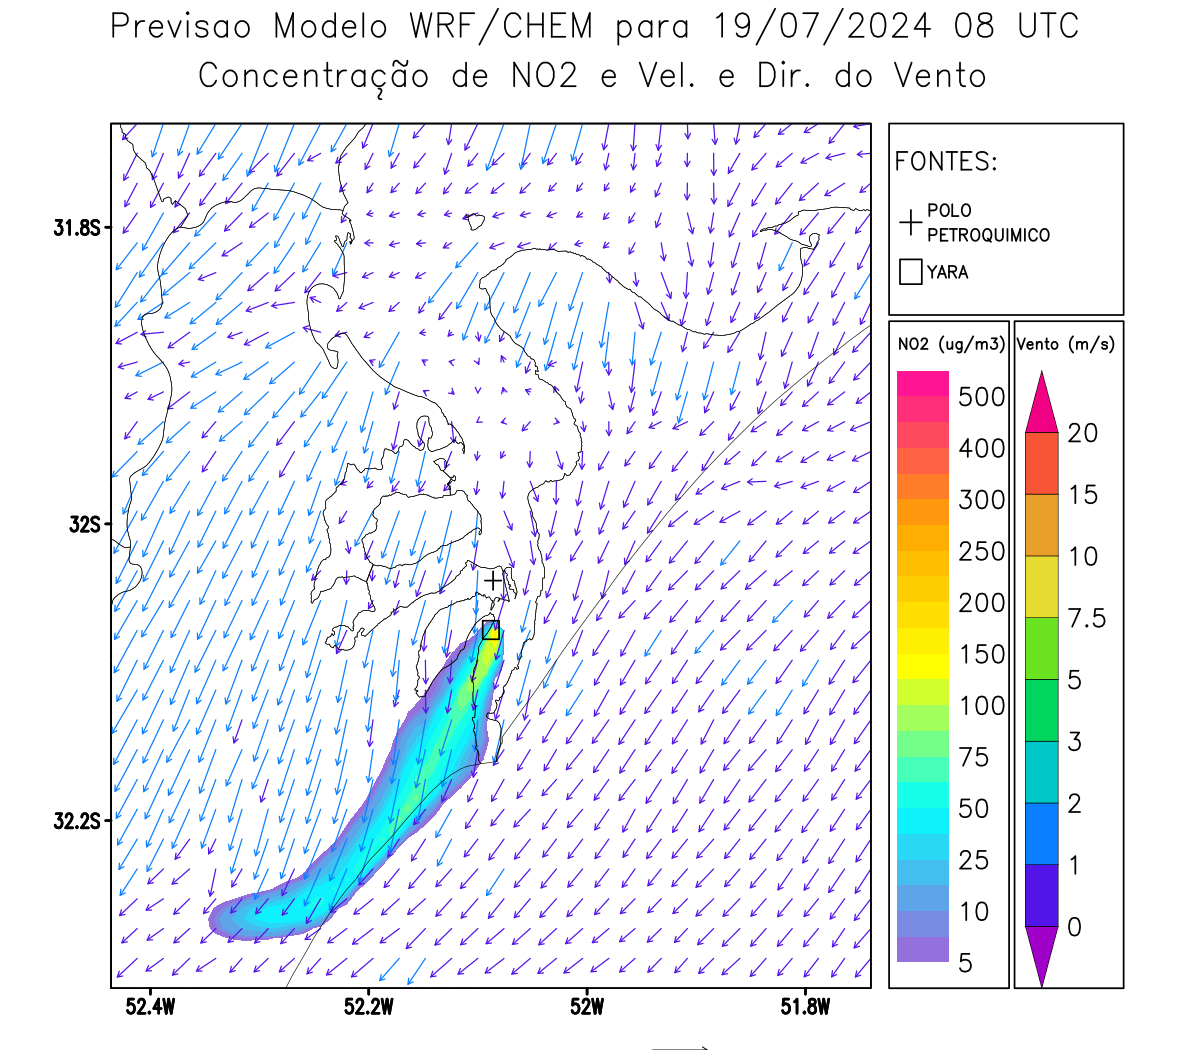 Previsao Modelo WRF/CHEM para 19/07/2024 08 UTC
Concentração de NO2 e Vel. e Dir. do Vento
FONTES:
POLO
PETROQUIMICO
YARA
NO2 (ug/m3)
500
400
300
250
200
150
100
75
50
25
10
5
Vento (m/s)
20
15
10
7.5
5
3
2
1
0
31.8S
32S
32.2S
52.4W
52.2W
52W
51.8W